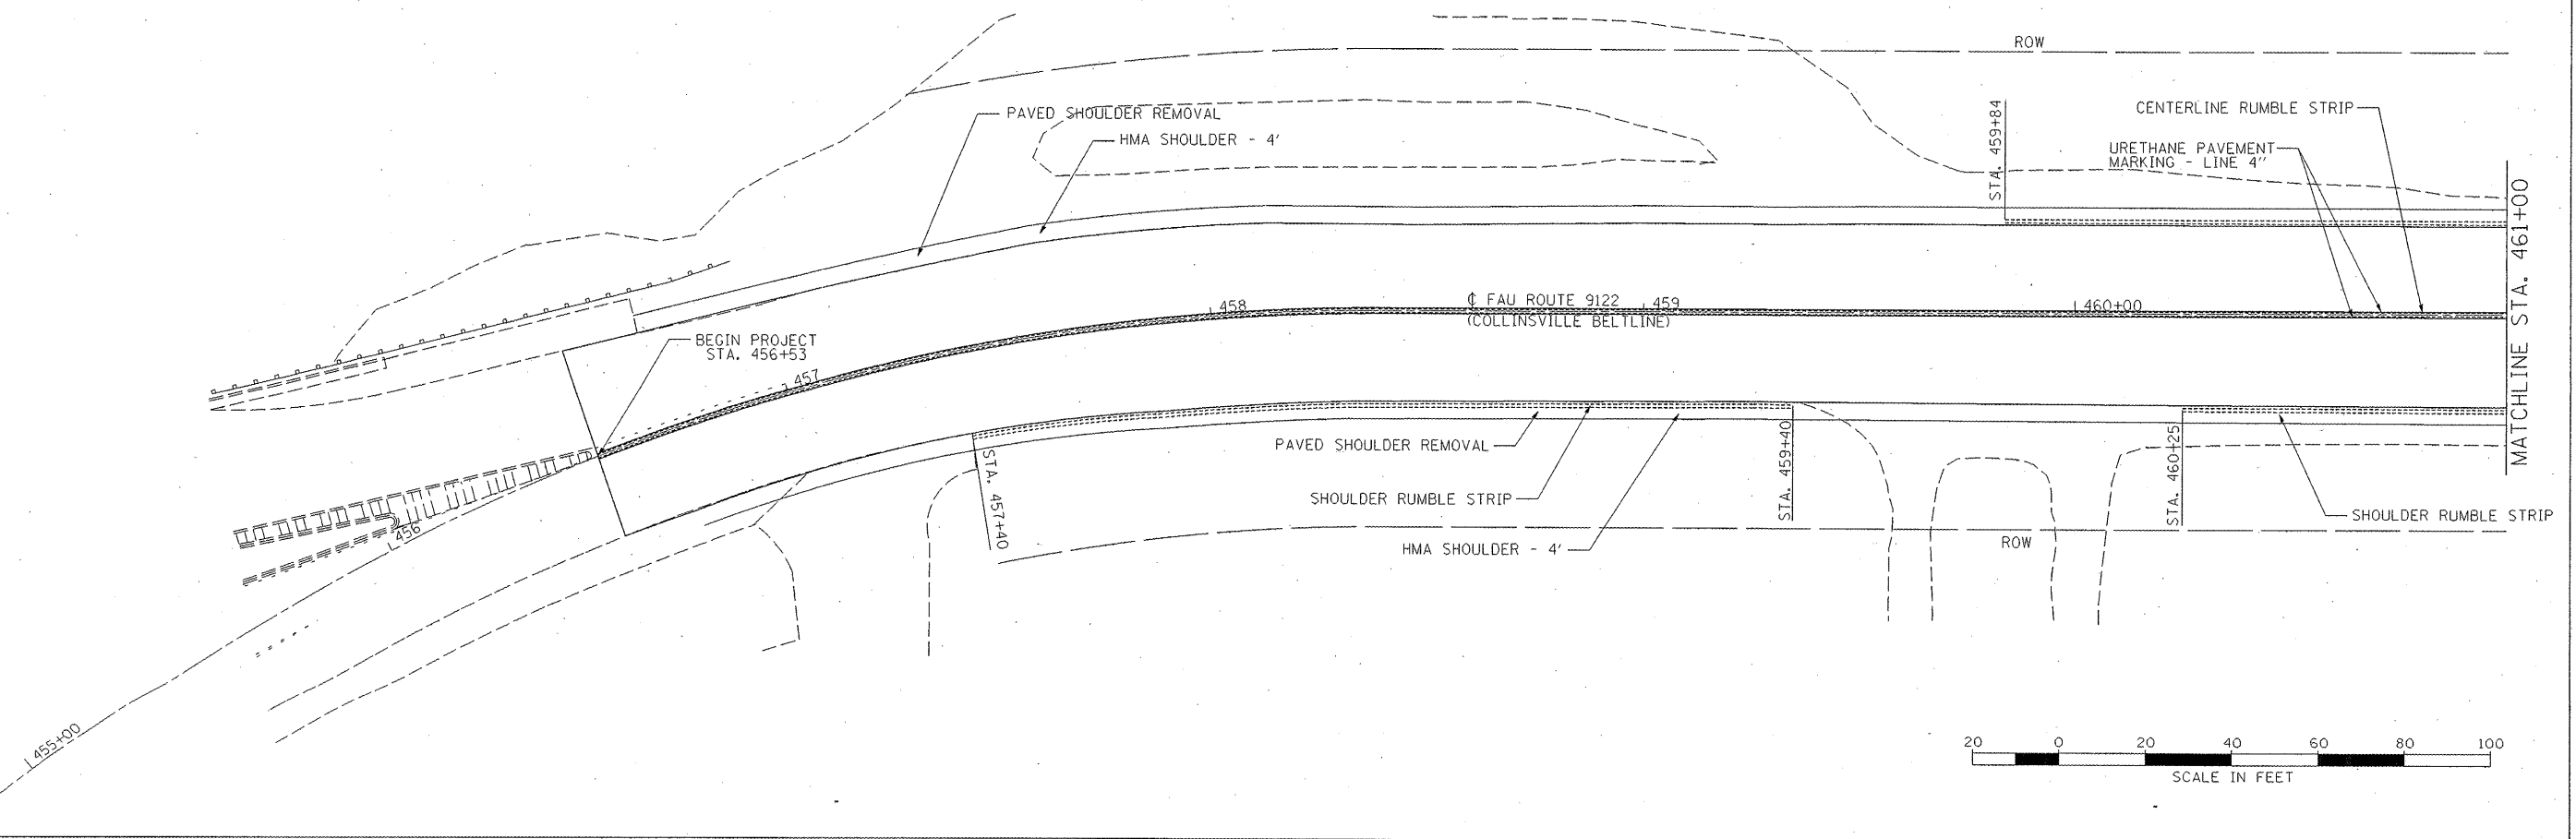 ROW
PAVED SHOULDER REMOVAL
HMA SHOULDER - 4'
STA. 459+84
CENTERLINE RUMBLE STRIP
URETHANE PAVEMENT
MARKING - LINE 4"
MATCHLINE STA. 461+00
458
℄ FAU ROUTE 9122
(COLLINSVILLE BELTLINE)
459
460+00
BEGIN PROJECT
STA. 456+53
457
PAVED SHOULDER REMOVAL
STA. 457+40
STA. 459+40
STA. 460+25
SHOULDER RUMBLE STRIP
SHOULDER RUMBLE STRIP
456
HMA SHOULDER - 4'
ROW
455+00
20 0 20 40 60 80 100
SCALE IN FEET